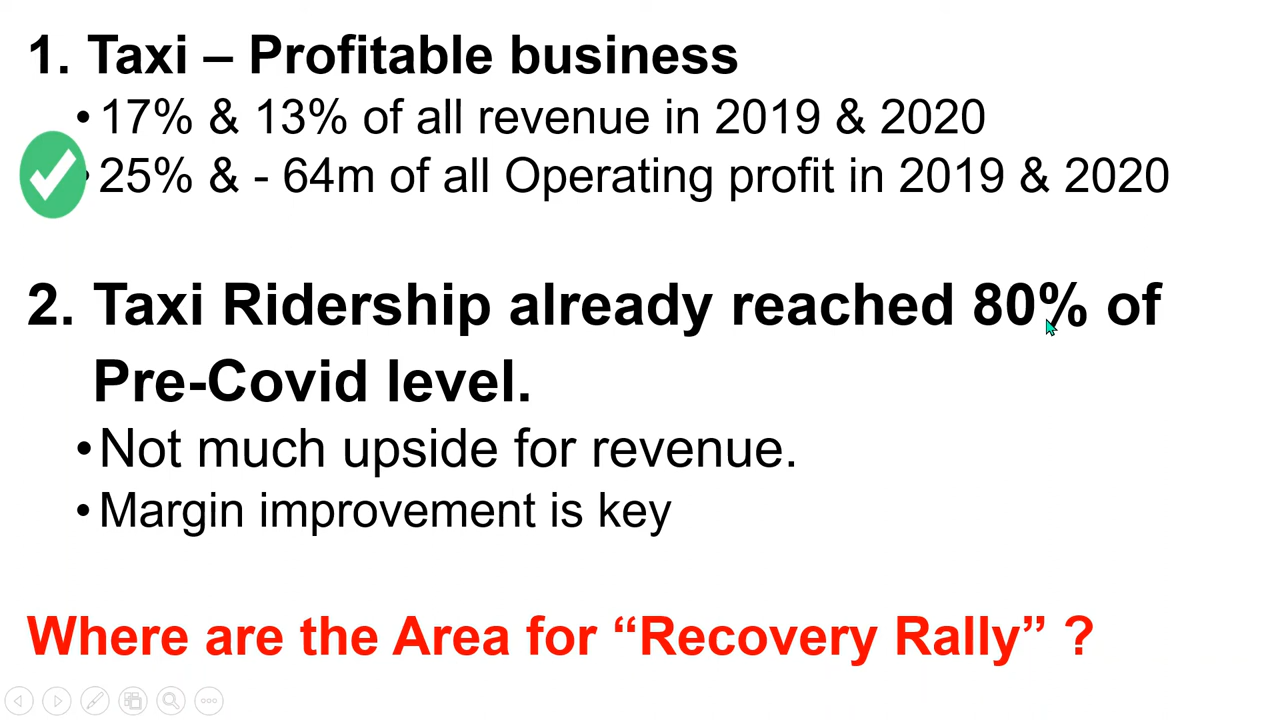 1. Taxi – Profitable business
•17% & 13% of all revenue in 2019 & 2020
•25% & - 64m of all Operating profit in 2019 & 2020
2. Taxi Ridership already reached 80% of
Pre-Covid level.
•Not much upside for revenue.
•Margin improvement is key
Where are the Area for “Recovery Rally” ?